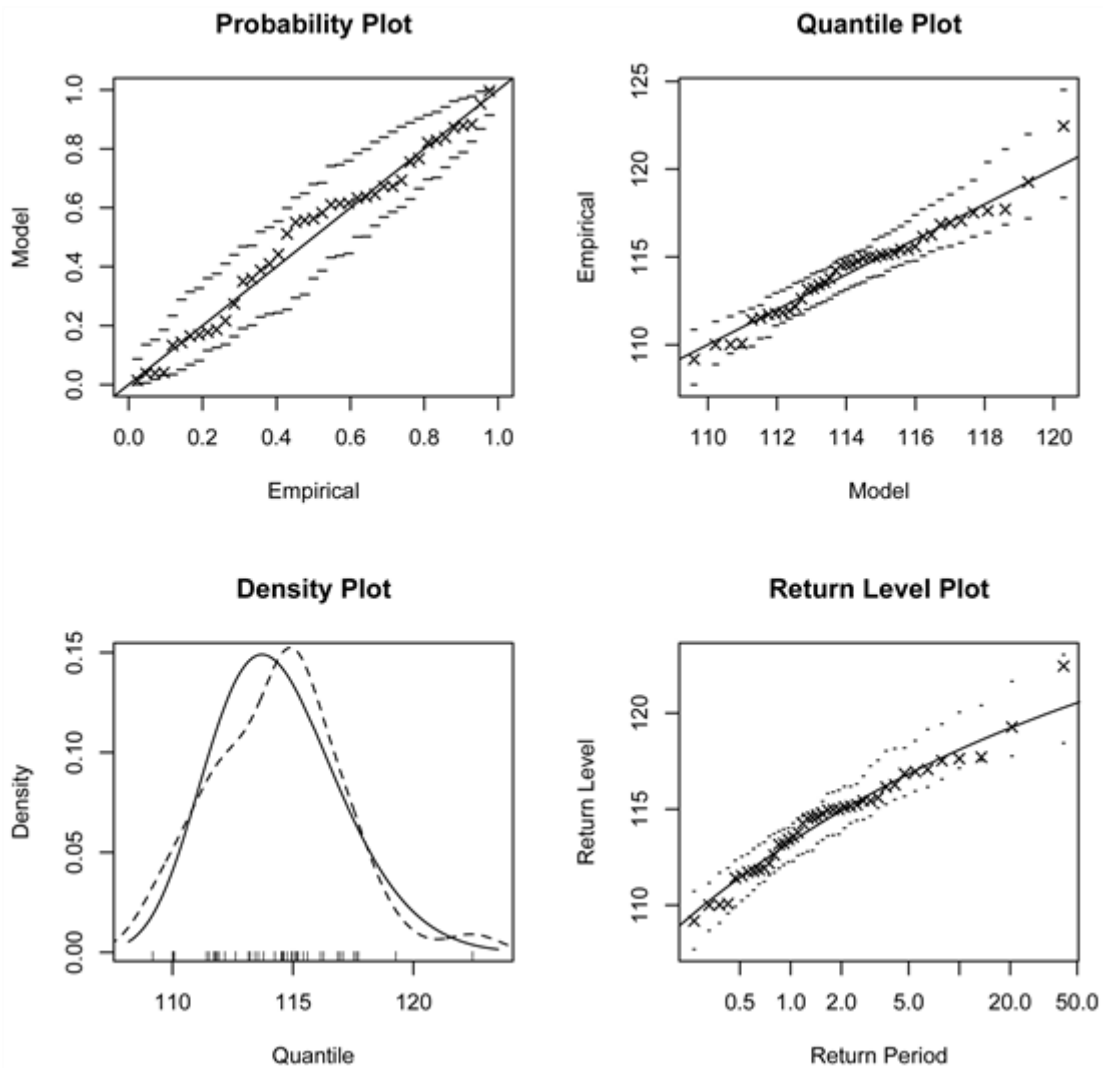 Probability Plot
Model
0.0 0.2 0.4 0.6 0.8 1.0
0.0 0.2 0.4 0.6 0.8 1.0
Empirical
Quantile Plot
Empirical
110 115 120 125
110 112 114 116 118 120
Model
Density Plot
Density
0.00 0.05 0.10 0.15
110 115 120
Quantile
Return Level Plot
Return Level
110 115 120
0.5 1.0 2.0 5.0 20.0 50.0
Return Period